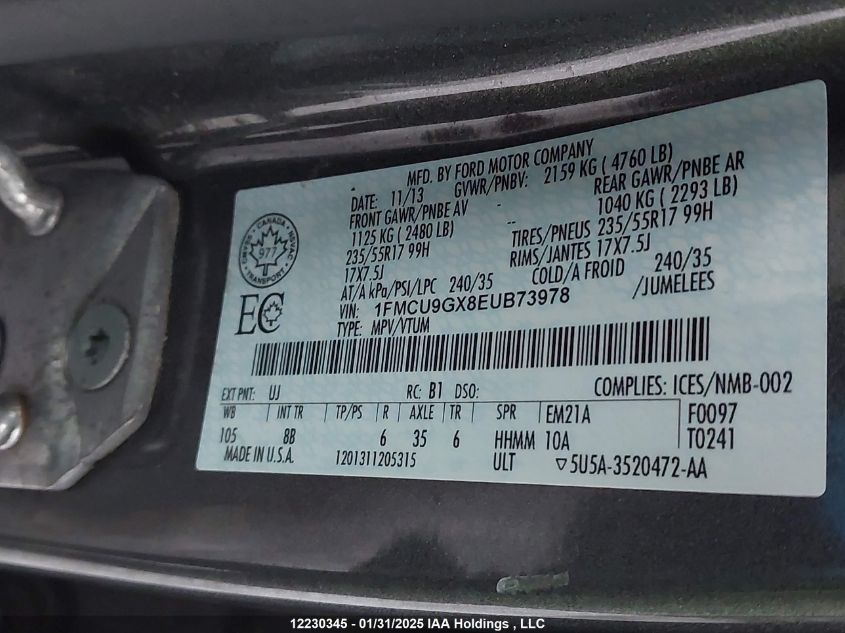 MFD. BY FORD MOTOR COMPANY
DATE: 11/13 GVWR/PNBV: 2159 KG ( 4760 LB)
FRONT GAWR/PNBE AV - REAR GAWR/PNBE AR
1125 KG ( 2480 LB) -- 1040 KG ( 2293 LB)
235/55R17 99H TIRES/PNEUS 235/55R17 99H
17X7.5J RIMS/JANTES 17X7.5J
AT/A kPa/PSI/LPC 240/35 COLD/A FROID 240/35
VIN: 1FMCU9GX8EUB73978 /JUMELEES
TYPE: MPV/VTUM
CANADA
977
TRANSPORT
EC
EXT PNT: UJ RC: B1 DSO: COMPLIES: ICES/NMB-002
WB INT TR TP/PS R AXLE TR SPR EM21A F0097
105 8B 6 35 6 HHMM 10A T0241
MADE IN U.S.A. 1201311205315 ULT ▽5U5A-3520472-AA
12230345 - 01/31/2025 IAA Holdings , LLC